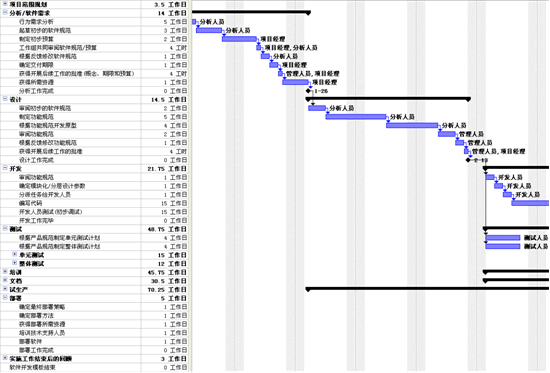 项目范围规划 3.5 工作日
分析/软件需求 14 工作日
行为需求分析 5 工作日 分析人员
起草初步的软件规范 3 工作日 分析人员
制定初步预算 2 工作日 项目经理
工作组共同审阅软件规范/预算 4 工时 项目经理, 分析人员
根据反馈修改软件规范 1 工作日 分析人员
确定交付期限 1 工作日 项目经理
获得开展后续工作的批准(概念、期限和预算) 4 工时 管理人员, 项目经理
获得所需资源 1 工作日 项目经理
分析工作完成 0 工作日 1-26
设计 14.5 工作日
审阅初步的软件规范 2 工作日 分析人员
制定功能规范 5 工作日 分析人员
根据功能规范开发原型 4 工作日 分析人员
审阅功能规范 2 工作日 管理人员
根据反馈修改功能规范 1 工作日 管理人员
获得开展后续工作的批准 4 工时 管理人员, 项目经理
设计工作完成 0 工作日 2-13
开发 21.75 工作日
审阅功能规范 1 工作日 开发人员
确定模块化/分层设计参数 1 工作日 开发人员
分派任务给开发人员 1 工作日 开发人员
编写代码 15 工作日
开发人员测试(初步调试) 15 工作日
开发工作完毕 0 工作日
测试 48.75 工作日
根据产品规范制定单元测试计划 4 工作日 测试人员
根据产品规范制定整体测试计划 4 工作日 测试人员
单元测试 15 工作日
整体测试 12 工作日
培训 45.75 工作日
文档 30.5 工作日
试生产 70.25 工作日
部署 5 工作日
确定最终部署策略 1 工作日
确定部署方法 1 工作日
获得部署所需资源 1 工作日
培训技术支持人员 1 工作日
部署软件 1 工作日
部署工作完成 0 工作日
实施工作结束后的回顾 3 工作日
软件开发模板结束 0 工作日